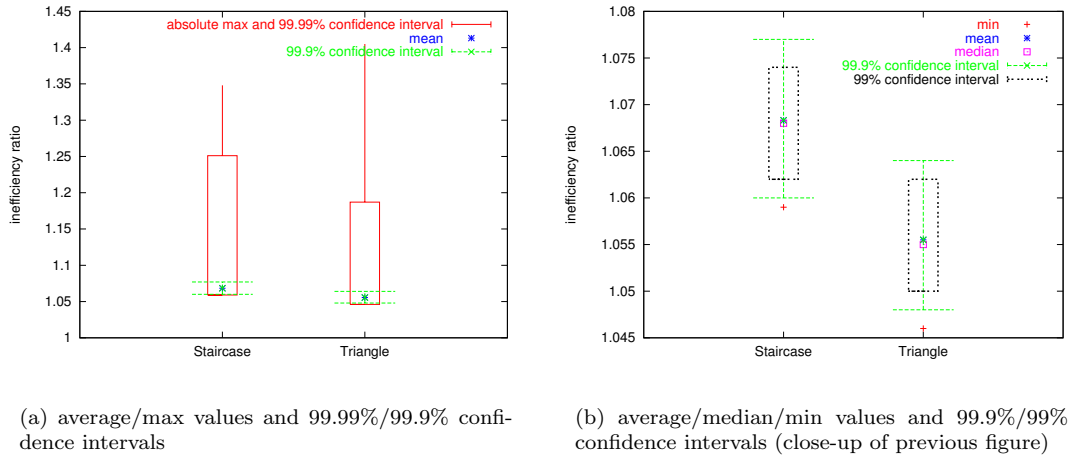 1.45
1.4
1.35
1.3
1.25
1.2
1.15
1.1
1.05
1
inefficiency ratio
absolute max and 99.99% confidence interval
mean
99.9% confidence interval
Staircase
Triangle
(a) average/max values and 99.99%/99.9% confi-
dence intervals
1.08
1.075
1.07
1.065
1.06
1.055
1.05
1.045
inefficiency ratio
min
mean
median
99.9% confidence interval
99% confidence interval
Staircase
Triangle
(b) average/median/min values and 99.9%/99%
confidence intervals (close-up of previous figure)